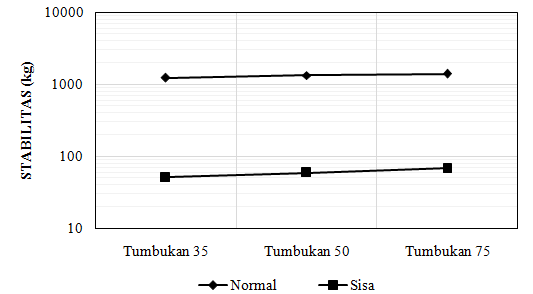 STABILITAS (kg)
10000
1000
100
10
Tumbukan 35 Tumbukan 50 Tumbukan 75
Normal Sisa